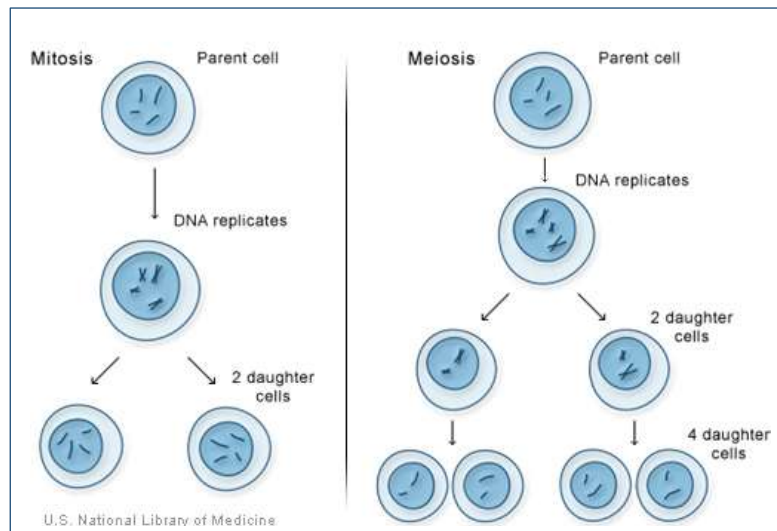 Mitosis
Parent cell
DNA replicates
2 daughter
cells
U.S. National Library of Medicine
Meiosis
Parent cell
DNA replicates
2 daughter
cells
4 daughter
cells